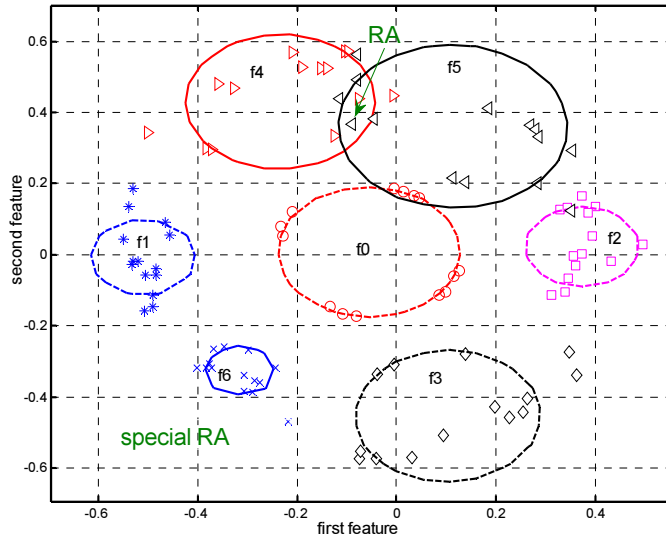 0.6
0.4
0.2
0
-0.2
-0.4
-0.6
second feature
-0.6
-0.4
-0.2
0
0.2
0.4
first feature
RA
f4
f5
f1
f0
f2
f6
f3
special RA